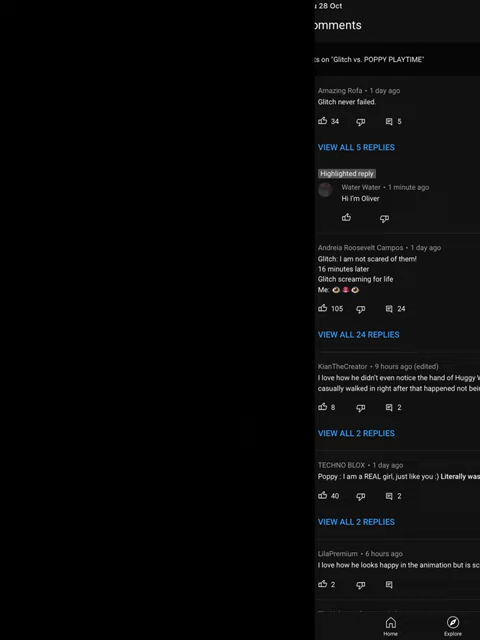 28 Oct
omments
on "Glitch vs. POPPY PLAYTIME"
Amazing Rofa • 1 day ago
Glitch never failed.
34
5
VIEW ALL 5 REPLIES
Highlighted reply
Water Water • 1 minute ago
Hi I'm Oliver
Andreia Roosevelt Campos • 1 day ago
Glitch: I am not scared of them!
16 minutes later
Glitch screaming for life
Me: 👁👄👁
105
24
VIEW ALL 24 REPLIES
KianTheCreator • 9 hours ago (edited)
I love how he didn't even notice the hand of Huggy W
casually walked in right after that happened not bei
8
2
VIEW ALL 2 REPLIES
TECHNO BLOX • 1 day ago
Poppy : I am a REAL girl, just like you :) Literally was
40
2
VIEW ALL 2 REPLIES
LilaPremium • 6 hours ago
I love how he looks happy in the animation but is sc
2
Home
Explore